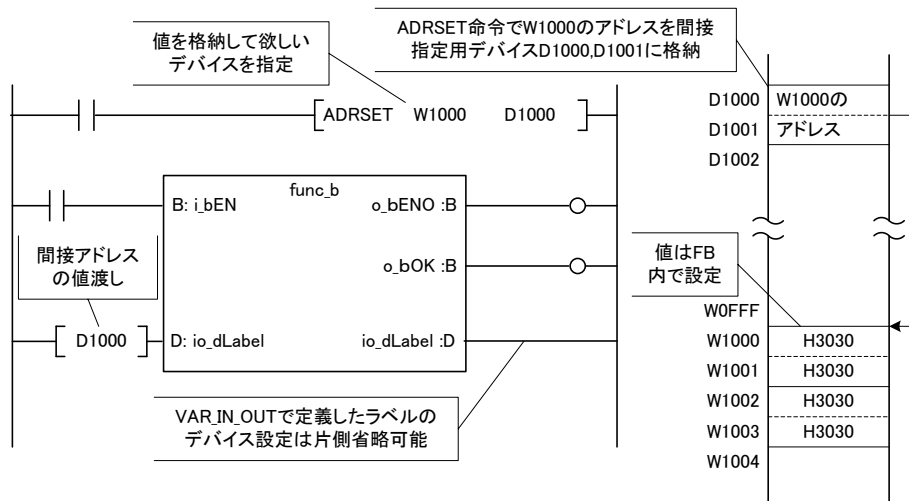 値を格納して欲しい
デバイスを指定
ADRSET命令でW1000のアドレスを間接
指定用デバイスD1000,D1001に格納
ADRSET W1000 D1000
D1000 W1000の
D1001 アドレス
D1002
func_b
B: i_bEN o_bENO :B
o_bOK :B
間接アドレス
の値渡し
D1000 D: io_dLabel io_dLabel :D
値はFB
内で設定
VAR_IN_OUTで定義したラベルの
デバイス設定は片側省略可能
W0FFF
W1000 H3030
W1001 H3030
W1002 H3030
W1003 H3030
W1004